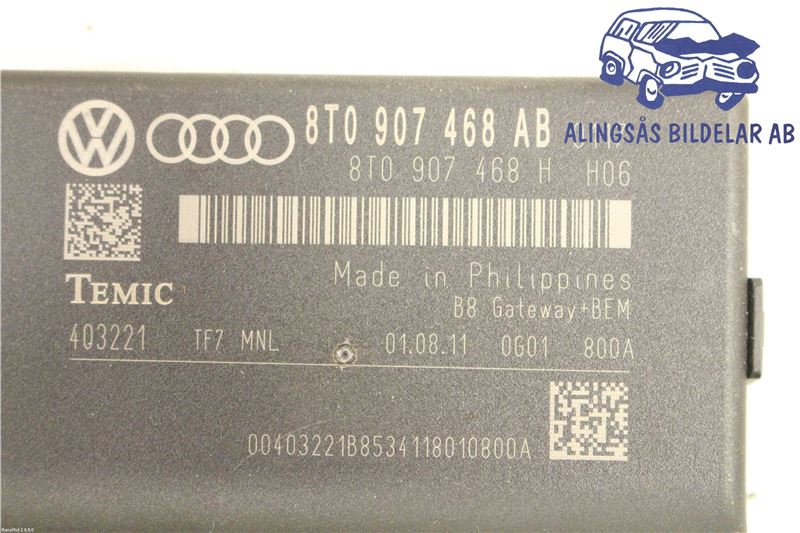 8T0 907 468 AB
ALINGSÅS BILDELAR AB
8T0 907 468 H H06
Made in Philippines
TEMIC
B8 Gateway+BEM
403221 TF7 MNL 01.08.11 0G01 800A
00403221B85341118010800A